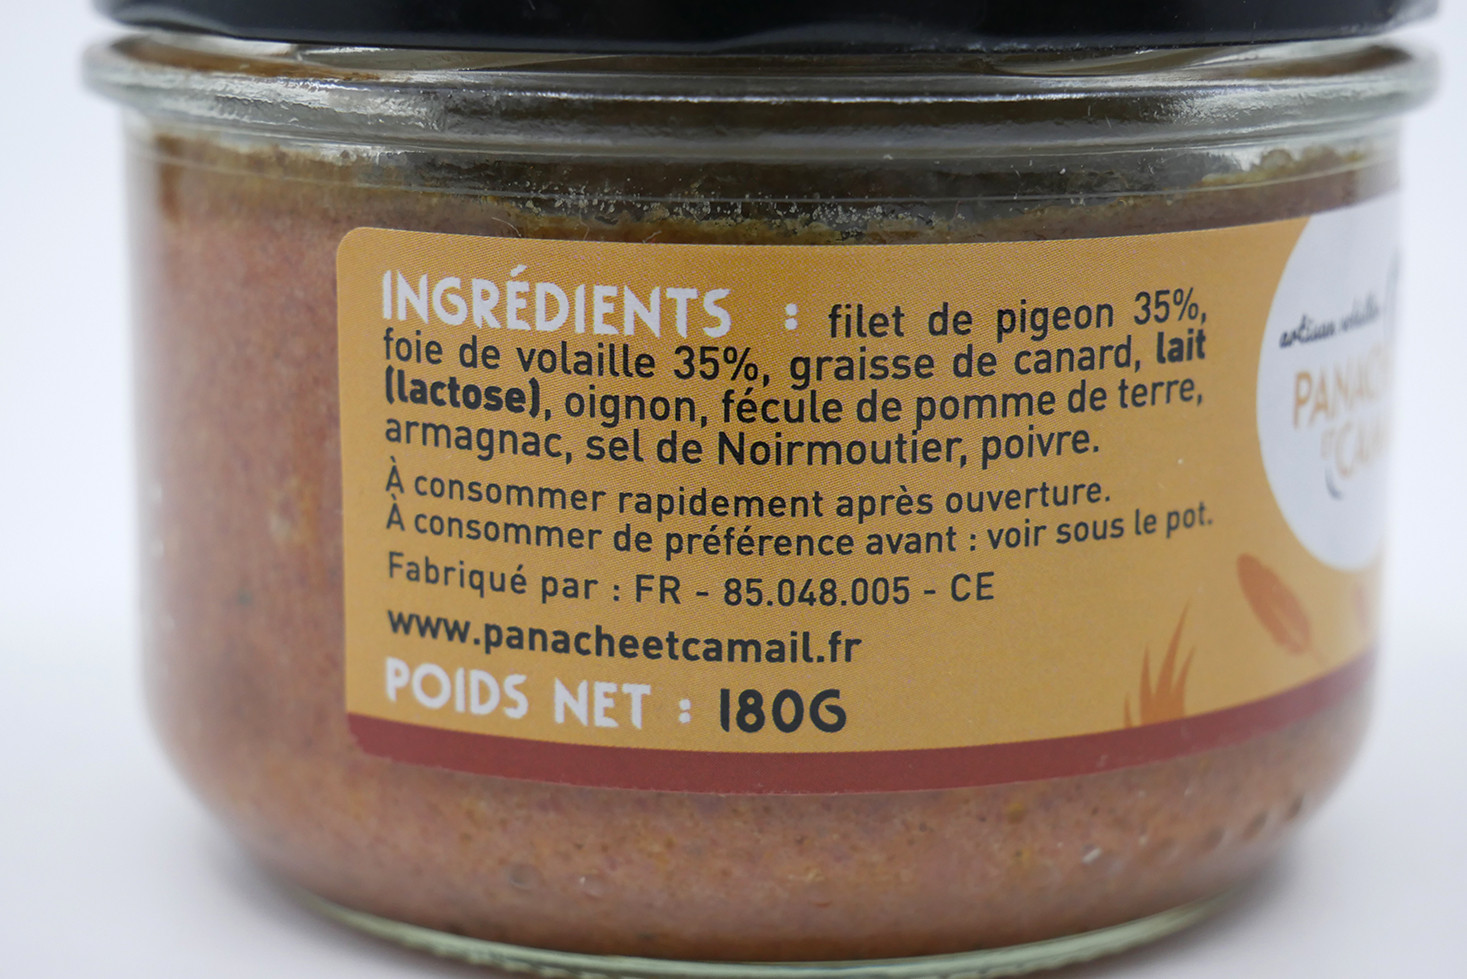 INGRÉDIENTS : filet de pigeon 35%,
foie de volaille 35%, graisse de canard, lait
(lactose), oignon, fécule de pomme de terre,
armagnac, sel de Noirmoutier, poivre.
À consommer rapidement après ouverture.
À consommer de préférence avant : voir sous le pot.
Fabriqué par : FR - 85.048.005 - CE
www.panacheetcamail.fr
POIDS NET : 180G
artisan